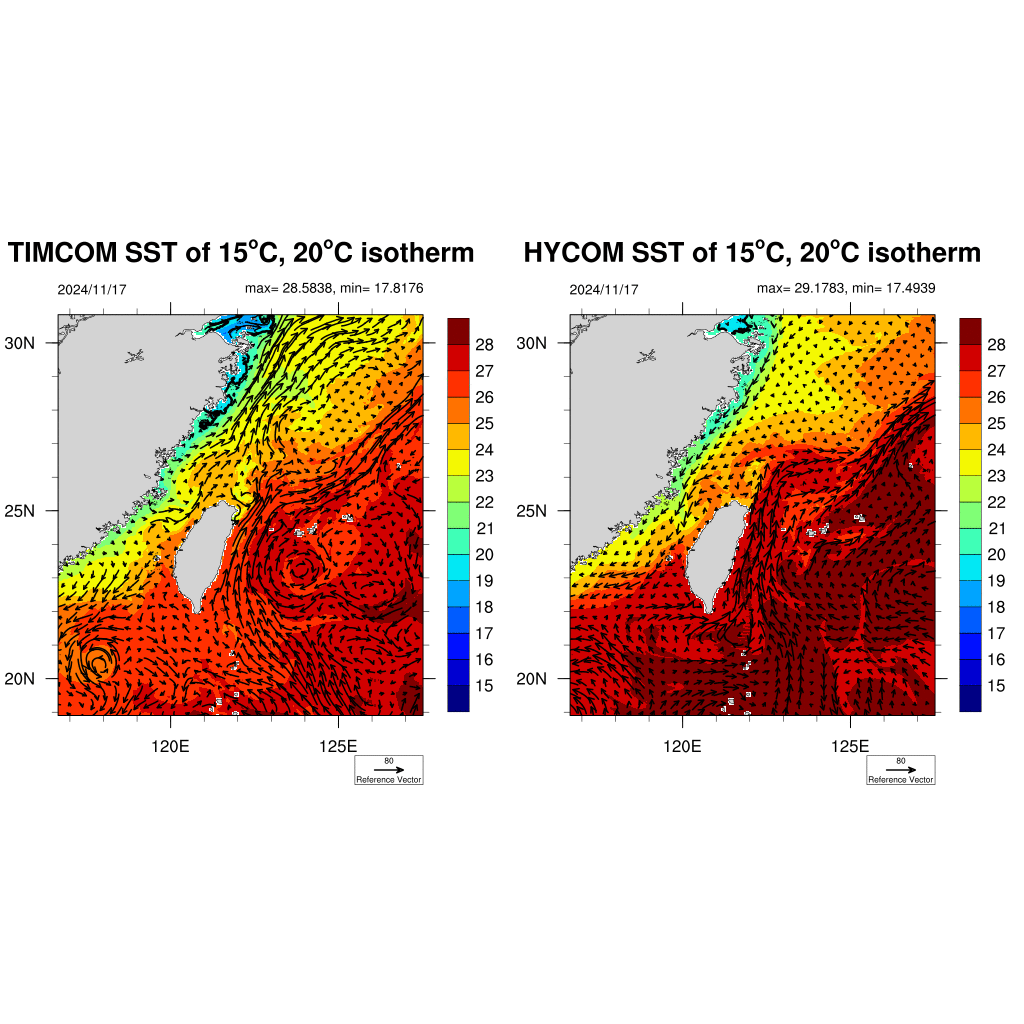 TIMCOM SST of 15°C, 20°C isotherm
2024/11/17
max= 28.5838, min= 17.8176
30N
25N
20N
120E
125E
28
27
26
25
24
23
22
21
20
19
18
17
16
15
80
Reference Vector
HYCOM SST of 15°C, 20°C isotherm
2024/11/17
max= 29.1783, min= 17.4939
30N
25N
20N
120E
125E
28
27
26
25
24
23
22
21
20
19
18
17
16
15
80
Reference Vector